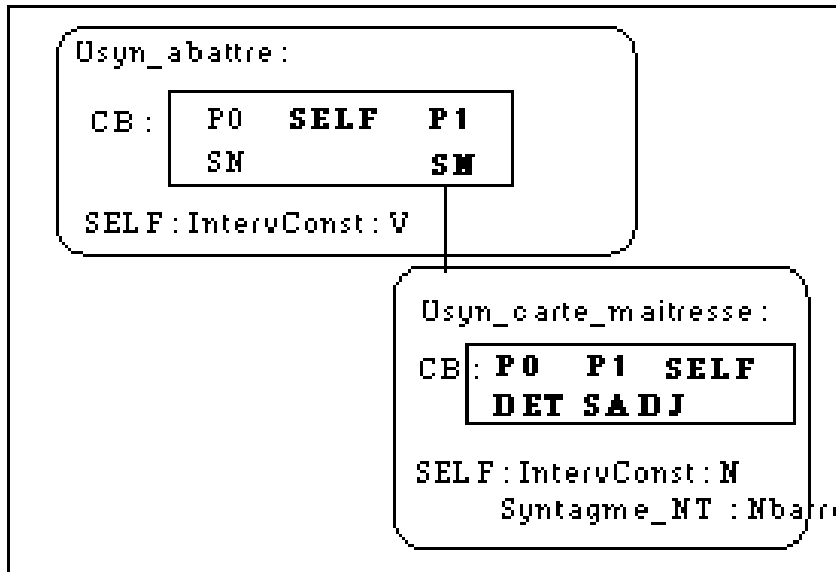 Usyn_abattre :
CB : P0 SELF P1
SN SN
SELF : IntervConst : V
Usyn_carte_maitresse :
CB : P0 P1 SELF
DET SADJ
SELF : IntervConst : N
Syntagme_NT : Nbarre